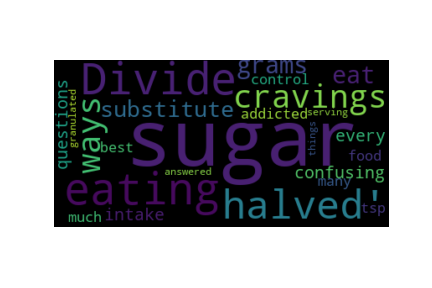 grams
Divide
control
eat
cravings
questions
granulated
ways
substitute
addicted
serving
sugar
things
every
best
food
answered
confusing
eating
many
halved'
much
intake
tsp